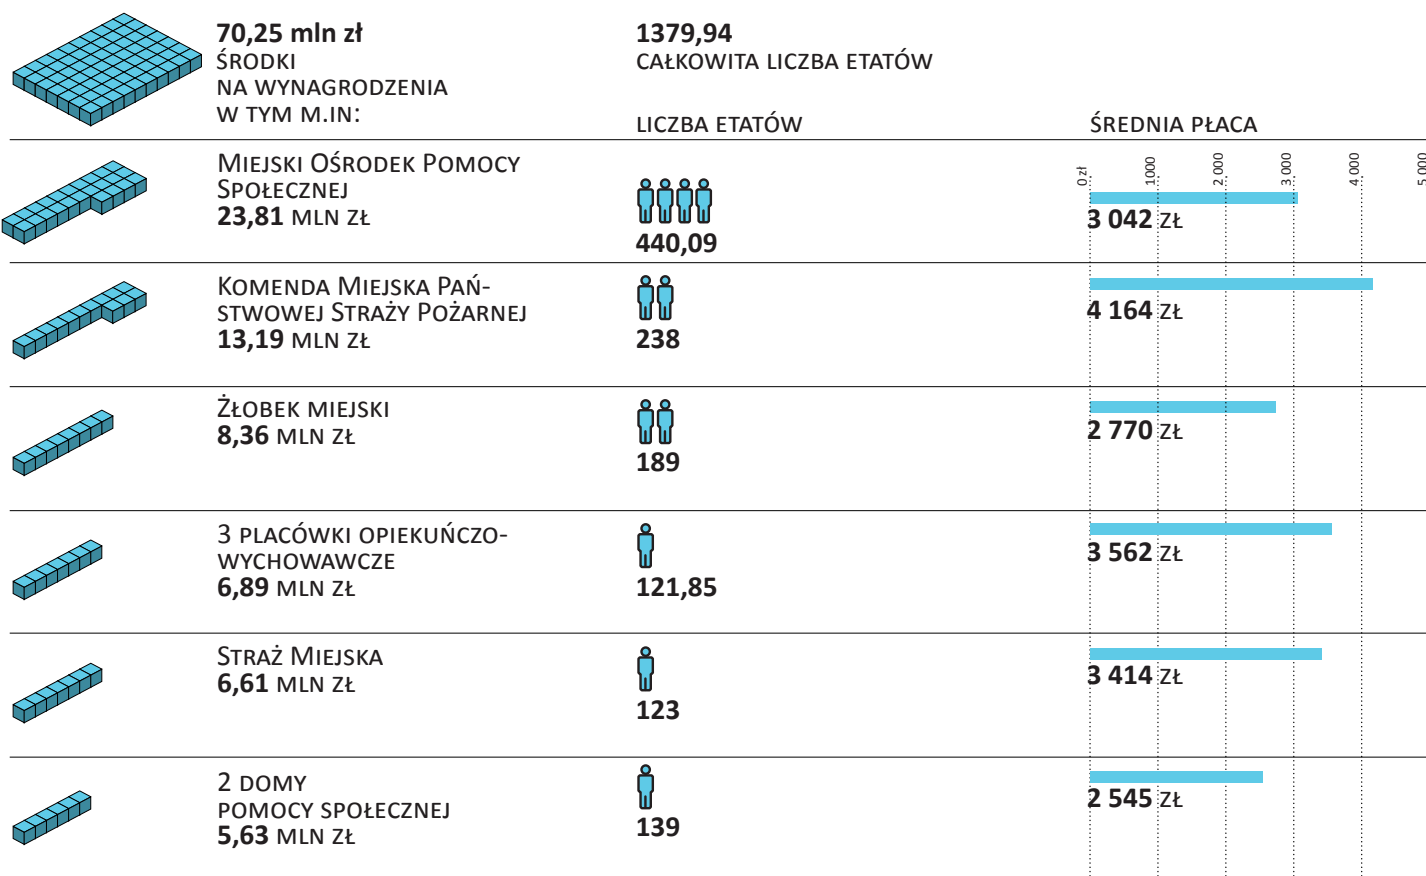 70,25 mln zł
ŚRODKI
NA WYNAGRODZENIA
W TYM M.IN:
1379,94
CAŁKOWITA LICZBA ETATÓW
LICZBA ETATÓW
ŚREDNIA PŁACA
0 zł
1000
2 000
3 000
4 000
5 000
MIEJSKI OŚRODEK POMOCY
SPOŁECZNEJ
23,81 MLN ZŁ
440,09
3 042 ZŁ
KOMENDA MIEJSKA PAŃ-
STWOWEJ STRAŻY POŻARNEJ
13,19 MLN ZŁ
238
4 164 ZŁ
ŻŁOBEK MIEJSKI
8,36 MLN ZŁ
189
2 770 ZŁ
3 PLACÓWKI OPIEKUŃCZO-
WYCHOWAWCZE
6,89 MLN ZŁ
121,85
3 562 ZŁ
STRAŻ MIEJSKA
6,61 MLN ZŁ
123
3 414 ZŁ
2 DOMY
POMOCY SPOŁECZNEJ
5,63 MLN ZŁ
139
2 545 ZŁ